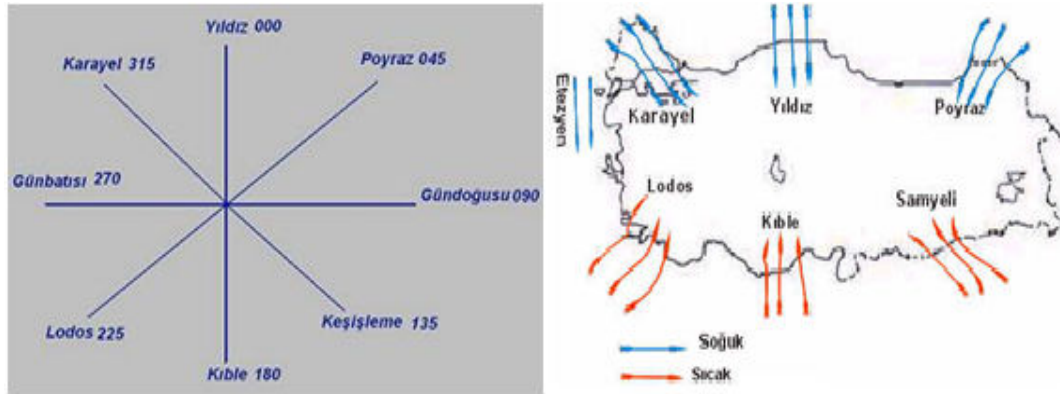 Yıldız 000
Karayel 315
Poyraz 045
Günbatısı 270
Gündoğusu 090
Lodos 225
Keşişleme 135
Kıble 180
Etezyen
Karayel
Yıldız
Poyraz
Lodos
Kıble
Samyeli
Soğuk
Sıcak